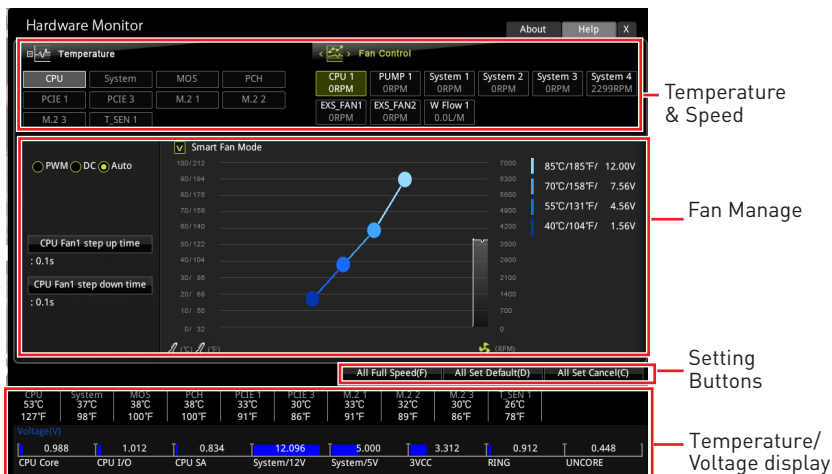 Hardware Monitor
About Help X
Temperature
< > Fan Control
CPU System MOS PCH
PCIE 1 PCIE 3 M.2 1 M.2 2
M.2 3 T_SEN 1
CPU 1 PUMP 1 System 1 System 2 System 3 System 4
0RPM 0RPM 0RPM 0RPM 0RPM 2299RPM
EXS_FAN1 EXS_FAN2 W Flow 1
0RPM 0RPM 0.0L/M
Temperature
& Speed
V Smart Fan Mode
PWM DC Auto
CPU Fan1 step up time
: 0.1s
CPU Fan1 step down time
: 0.1s
100/212 7000
90/194 6300
80/176 5600
70/158 4900
60/140 4200
50/122 3500
40/104 2800
30/ 86 2100
20/ 68 1400
10/ 50 700
0/ 32 0
(℃) (℉) (RPM)
85℃/185℉/ 12.00V
70℃/158℉/ 7.56V
55℃/131℉/ 4.56V
40℃/104℉/ 1.56V
Fan Manage
All Full Speed(F) All Set Default(D) All Set Cancel(C)
Setting
Buttons
CPU System MOS PCH PCIE 1 PCIE 3 M.2 1 M.2 2 M.2 3 T_SEN 1
53℃ 37℃ 38℃ 38℃ 33℃ 30℃ 33℃ 32℃ 30℃ 26℃
127℉ 98℉ 100℉ 100℉ 91℉ 86℉ 91℉ 89℉ 86℉ 78℉
Voltage(V)
0.988 1.012 0.834 12.096 5.000 3.312 0.912 0.448
CPU Core CPU I/O CPU SA System/12V System/5V 3VCC RING UNCORE
Temperature/
Voltage display